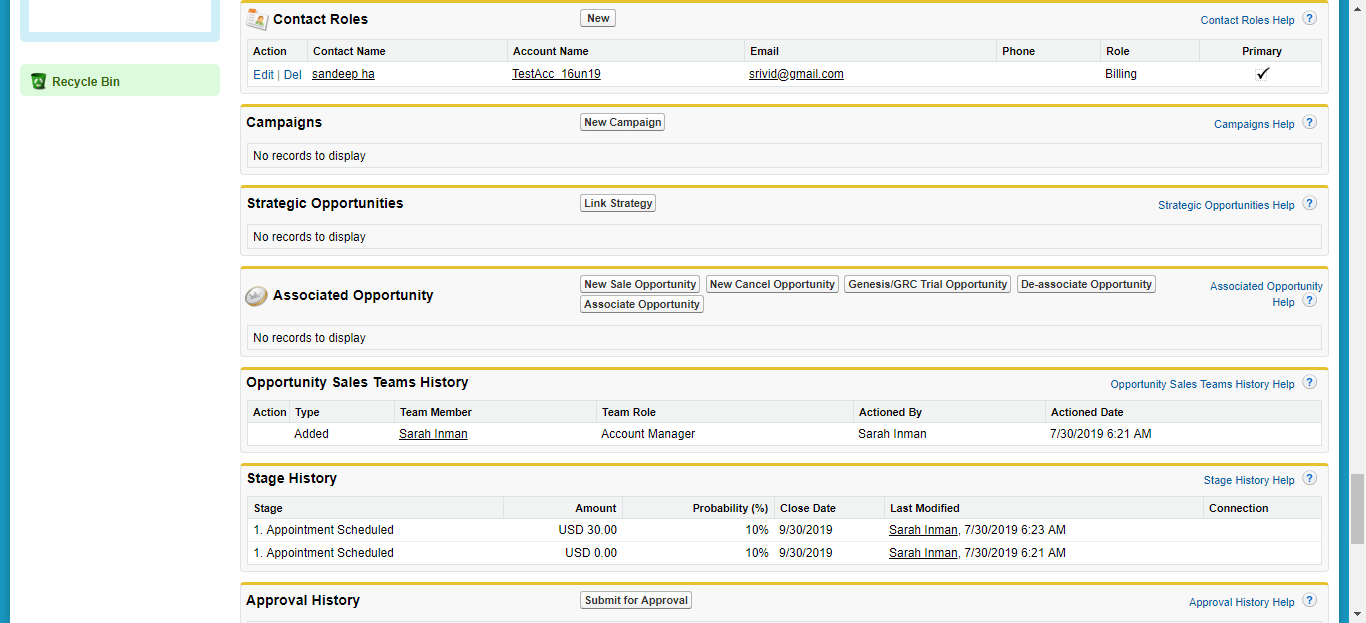 Recycle Bin
Contact Roles New Contact Roles Help ?
Action Contact Name Account Name Email Phone Role Primary
Edit | Del sandeep ha TestAcc_16un19 srivid@gmail.com Billing
Campaigns New Campaign Campaigns Help ?
No records to display
Strategic Opportunities Link Strategy Strategic Opportunities Help ?
No records to display
Associated Opportunity New Sale Opportunity New Cancel Opportunity Genesis/GRC Trial Opportunity De-associate Opportunity Associated Opportunity
Associate Opportunity Help ?
No records to display
Opportunity Sales Teams History Opportunity Sales Teams History Help ?
Action Type Team Member Team Role Actioned By Actioned Date
Added Sarah Inman Account Manager Sarah Inman 7/30/2019 6:21 AM
Stage History Stage History Help ?
Stage Amount Probability (%) Close Date Last Modified Connection
1. Appointment Scheduled USD 30.00 10% 9/30/2019 Sarah Inman, 7/30/2019 6:23 AM
1. Appointment Scheduled USD 0.00 10% 9/30/2019 Sarah Inman, 7/30/2019 6:21 AM
Approval History Submit for Approval Approval History Help ?